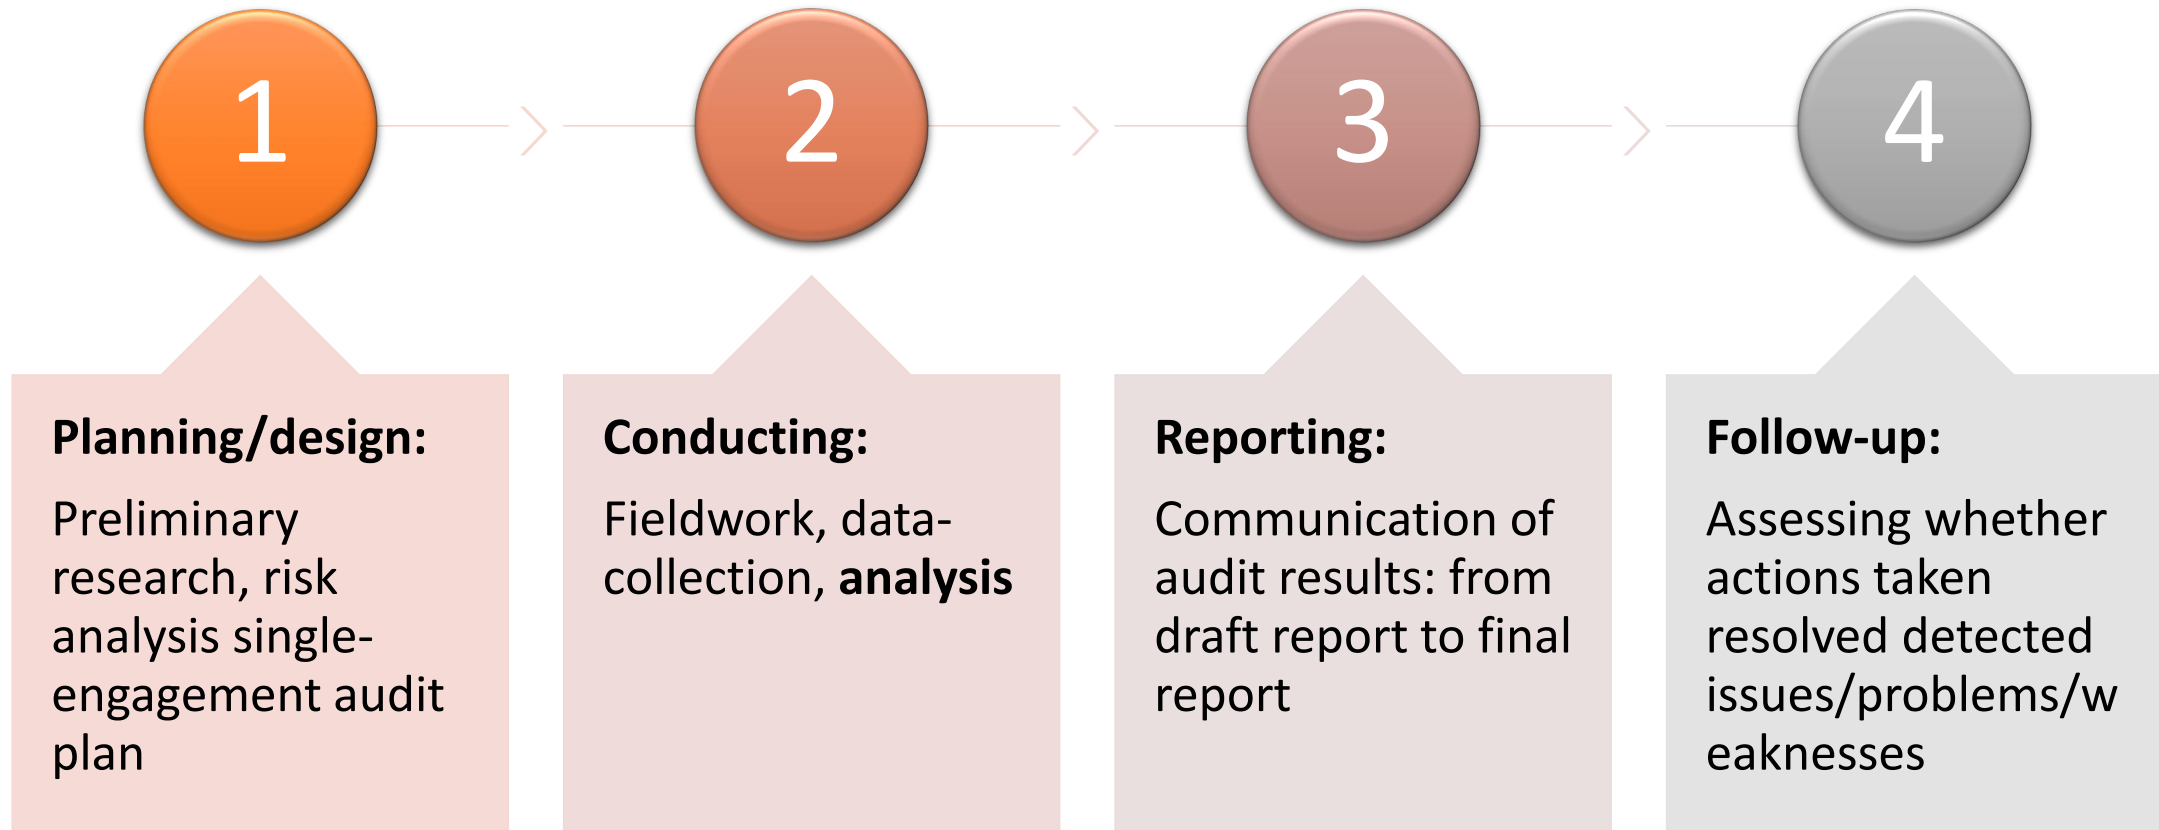 1
Planning/design:
Preliminary
research, risk
analysis single-
engagement audit
plan
2
Conducting:
Fieldwork, data-
collection, analysis
3
Reporting:
Communication of
audit results: from
draft report to final
report
4
Follow-up:
Assessing whether
actions taken
resolved detected
issues/problems/w
eaknesses